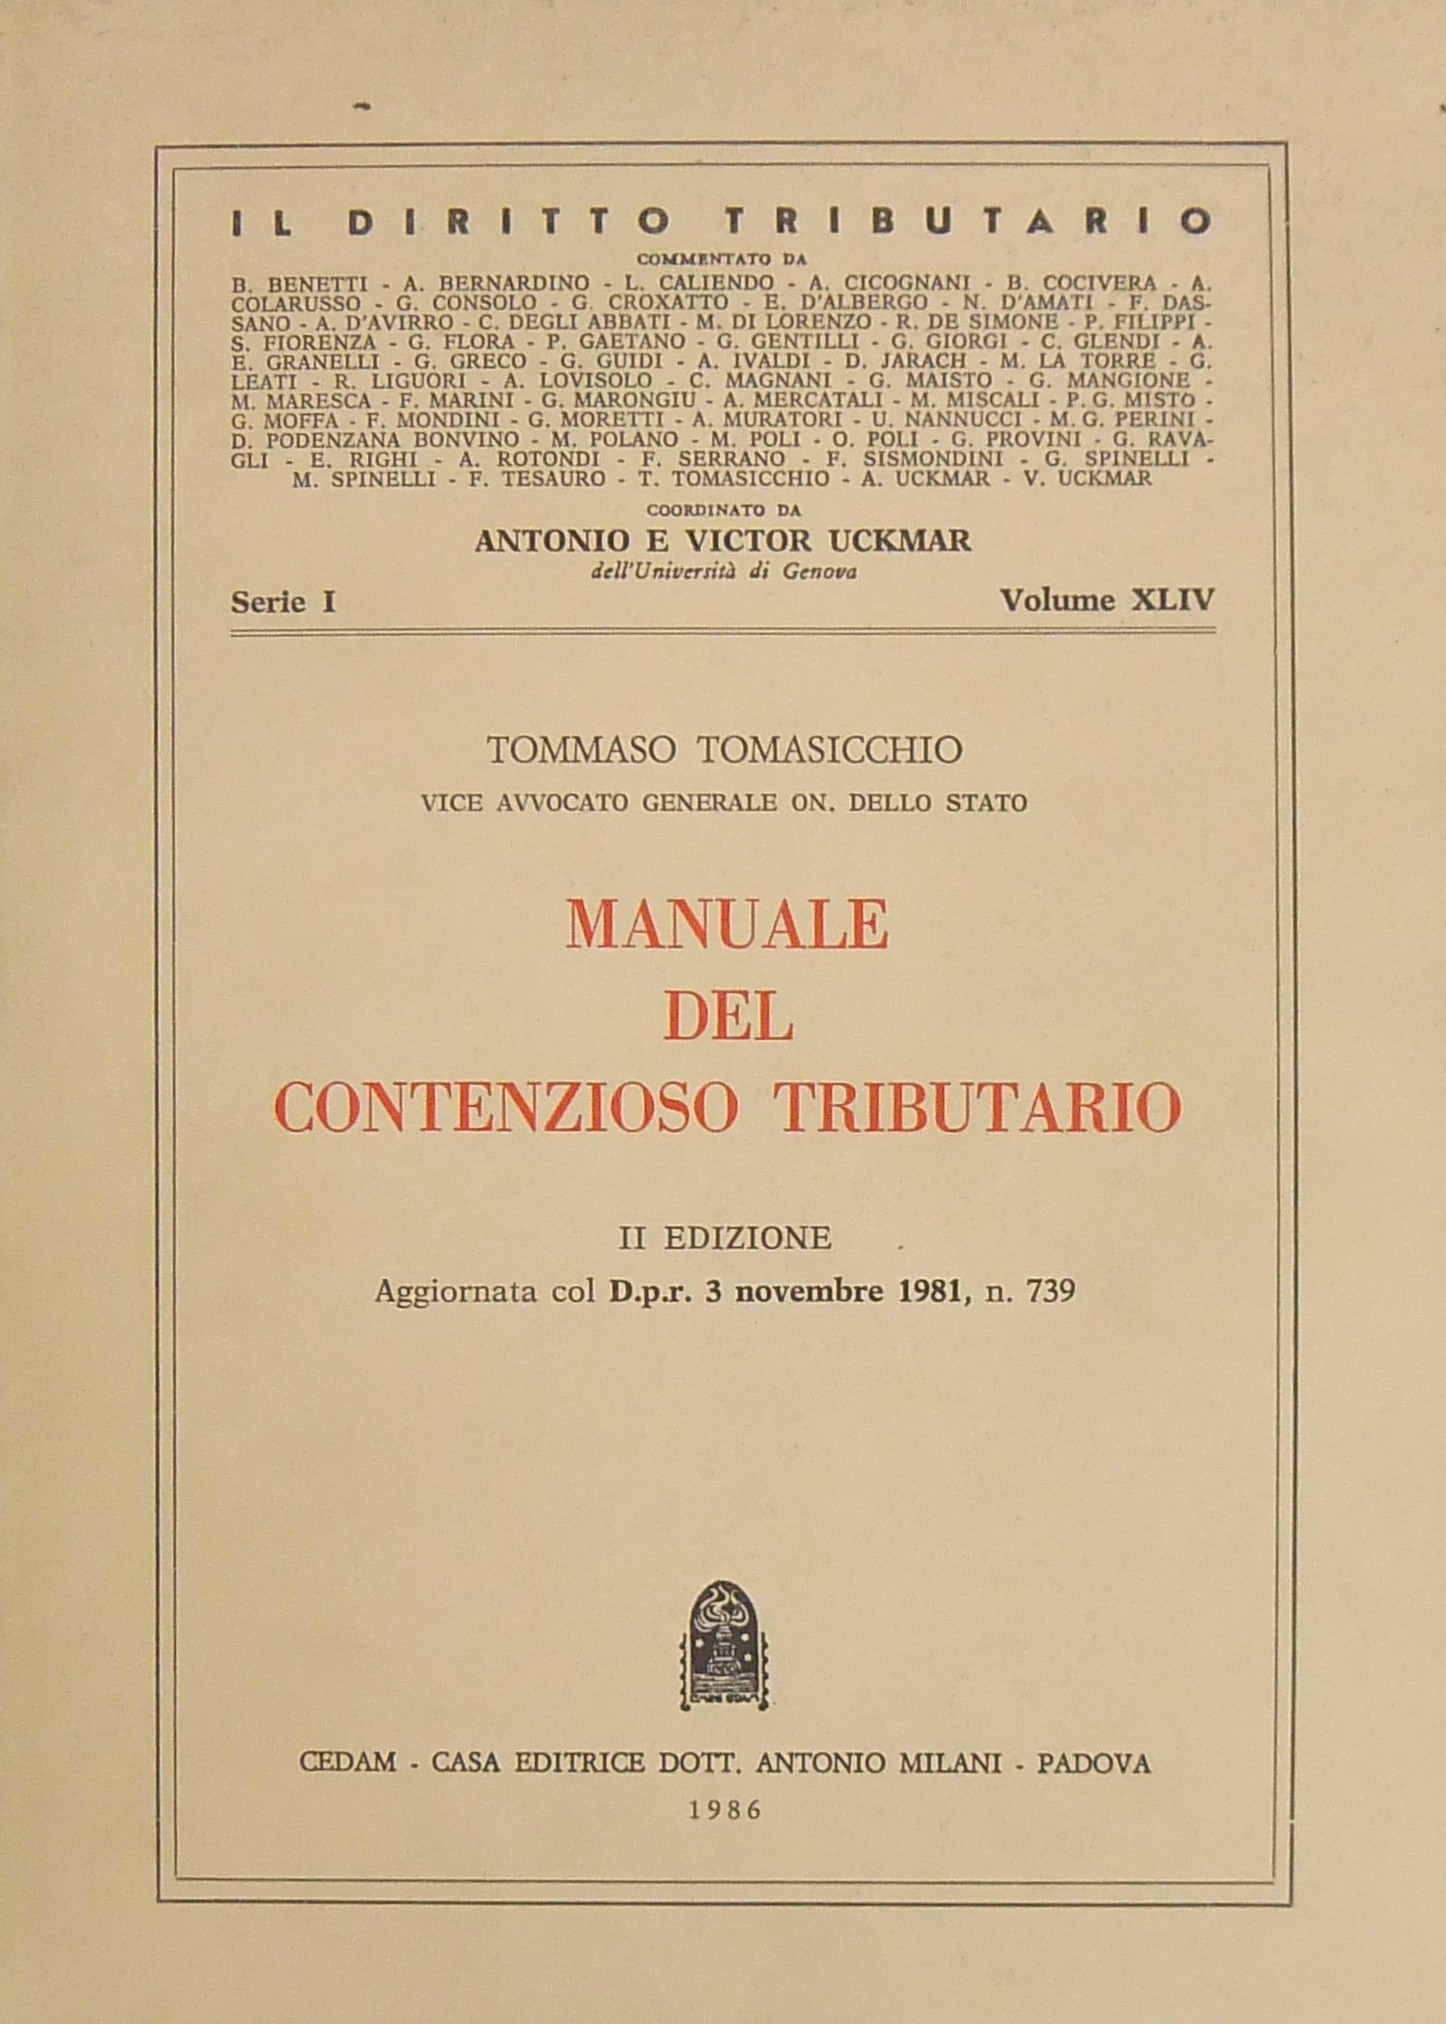 IL DIRITTO TRIBUTARIO
COMMENTATO DA
B. BENETTI - A. BERNARDINO - L. CALIENDO - A. CICOGNANI - B. COCIVERA - A.
COLARUSSO - G. CONSOLO - G. CROXATTO - E. D'ALBERGO - N. D'AMATI - F. DAS-
SANO - A. D'AVIRRO - C. DEGLI ABBATI - M. DI LORENZO - R. DE SIMONE - P. FILIPPI -
S. FIORENZA - G. FLORA - P. GAETANO - G. GENTILLI - G. GIORGI - C. GLENDI - A.
E. GRANELLI - G. GRECO - G. GUIDI - A. IVALDI - D. JARACH - M. LA TORRE - G.
LEATI - R. LIGUORI - A. LOVISOLO - C. MAGNANI - G. MAISTO - G. MANGIONE -
M. MARESCA - F. MARINI - G. MARONGIU - A. MERCATALI - M. MISCALI - P. G. MISTO -
G. MOFFA - F. MONDINI - G. MORETTI - A. MURATORI - U. NANNUCCI - M. G. PERINI -
D. PODENZANA BONVINO - M. POLANO - M. POLI - O. POLI - G. PROVINI - G. RAVA-
GLI - E. RIGHI - A. ROTONDI - F. SERRANO - F. SISMONDINI - G. SPINELLI -
M. SPINELLI - F. TESAURO - T. TOMASICCHIO - A. UCKMAR - V. UCKMAR
COORDINATO DA
ANTONIO E VICTOR UCKMAR
dell'Università di Genova
Serie I Volume XLIV
TOMMASO TOMASICCHIO
VICE AVVOCATO GENERALE ON. DELLO STATO
MANUALE
DEL
CONTENZIOSO TRIBUTARIO
II EDIZIONE
Aggiornata col D.p.r. 3 novembre 1981, n. 739
CEDAM - CASA EDITRICE DOTT. ANTONIO MILANI - PADOVA
1986